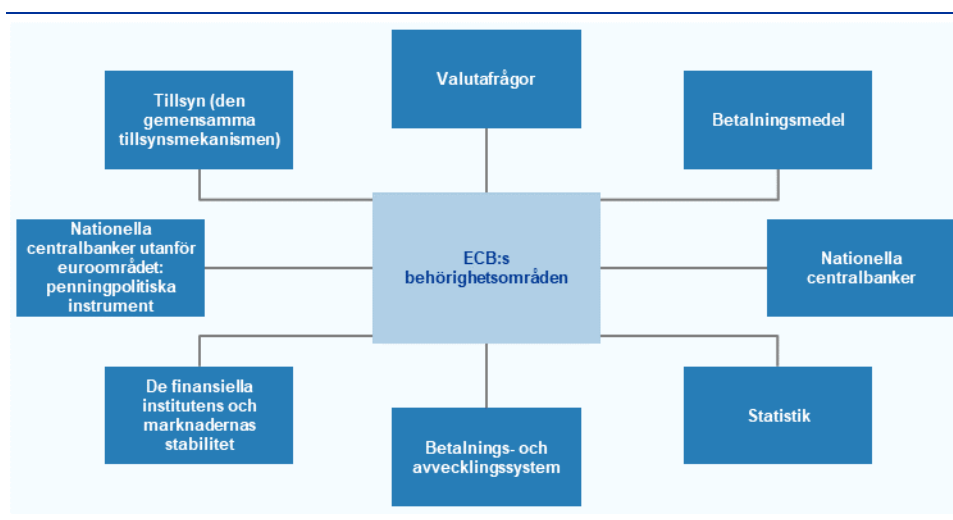 Valutafrågor
Tillsyn (den
gemensamma
tillsynsmekanismen)
Betalningsmedel
Nationella
centralbanker utanför
euroområdet:
penningpolitiska
instrument
ECB:s
behörighetsområden
Nationella
centralbanker
De finansiella
institutens och
marknadernas
stabilitet
Betalnings- och
avvecklingssystem
Statistik